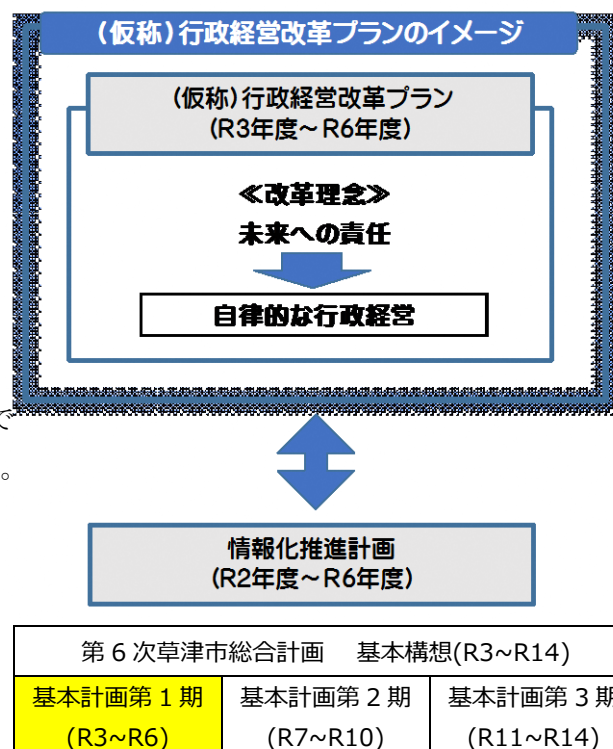 (仮称)行政経営改革プランのイメージ
(仮称)行政経営改革プラン
(R3年度～R6年度)
≪改革理念≫
未来への責任
自律的な行政経営
で
。
情報化推進計画
(R2年度～R6年度)
第6次草津市総合計画　基本構想(R3~R14)
基本計画第1期 基本計画第2期 基本計画第3期
(R3~R6) (R7~R10) (R11~R14)